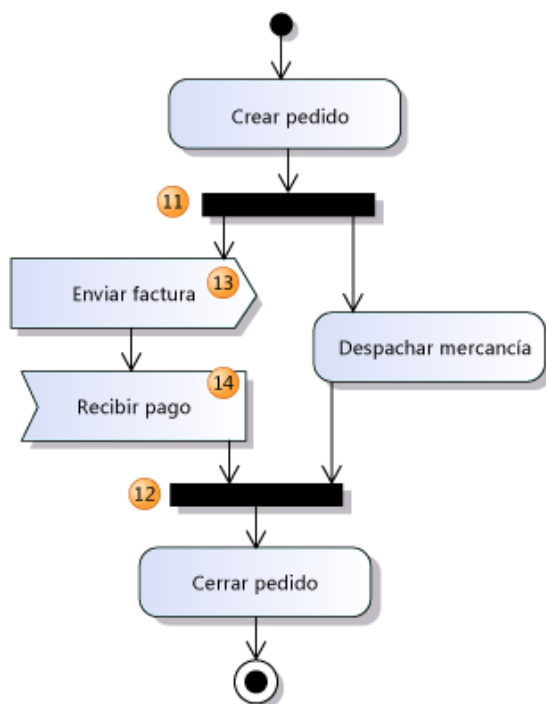 Crear pedido
11
13
Enviar factura
Despachar mercancía
14
Recibir pago
12
Cerrar pedido